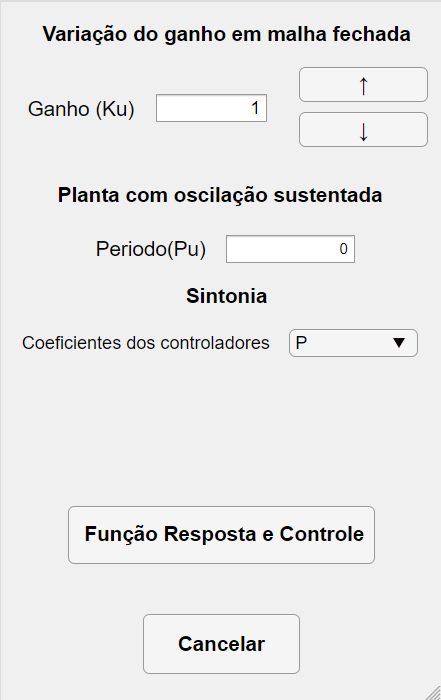 Variação do ganho em malha fechada
↑
Ganho (Ku) 1
↓
Planta com oscilação sustentada
Periodo(Pu) 0
Sintonia
Coeficientes dos controladores P
Função Resposta e Controle
Cancelar